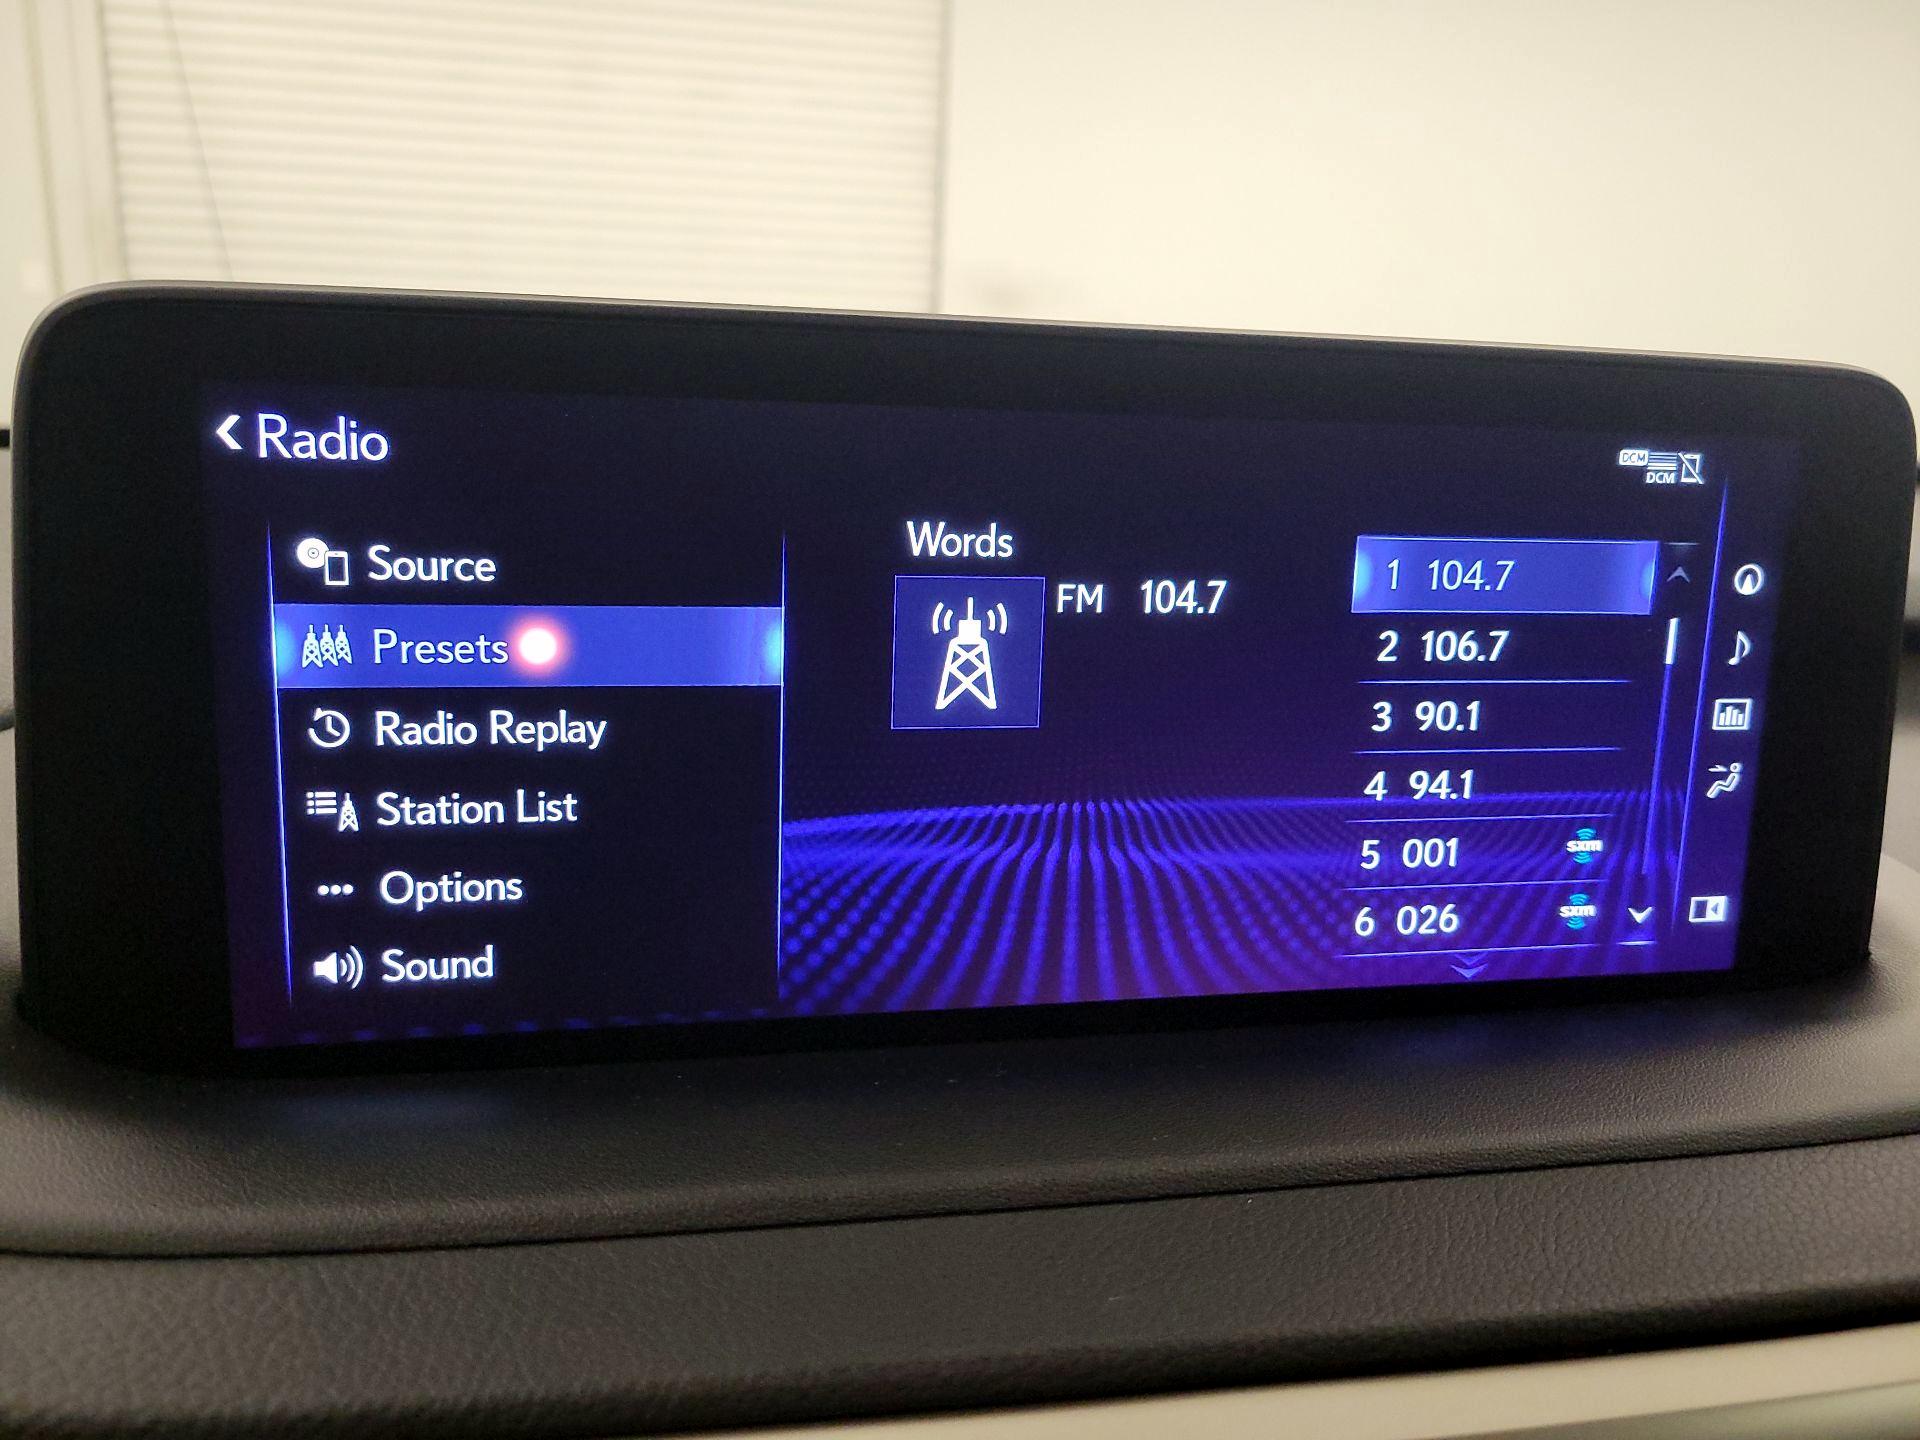 Radio
DCM
DCM
Source
Presets
Radio Replay
Station List
Options
Sound
Words
FM 104.7
1 104.7
2 106.7
3 90.1
4 94.1
5 001 sxm
6 026 sxm